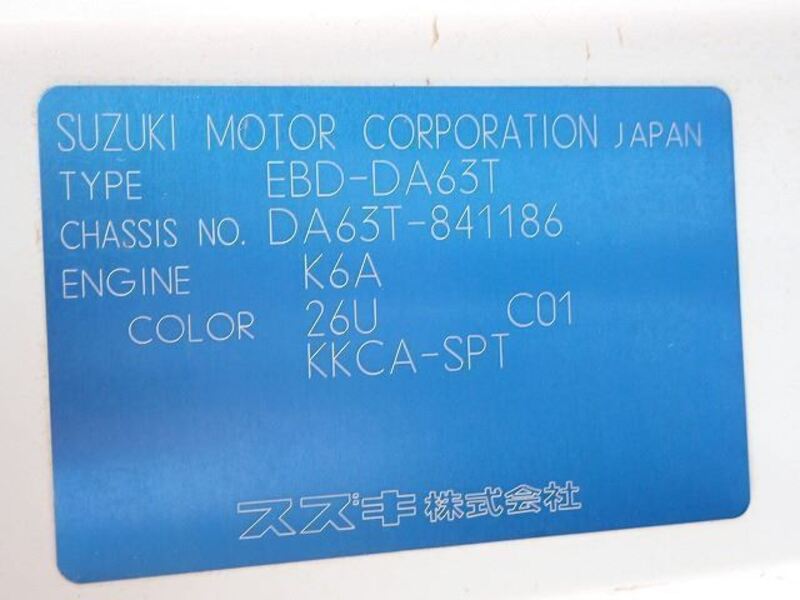 SUZUKI MOTOR CORPORATION JAPAN
TYPE EBD-DA63T
CHASSIS NO. DA63T-841186
ENGINE K6A
COLOR 26U C01
KKCA-SPT
スズキ株式会社